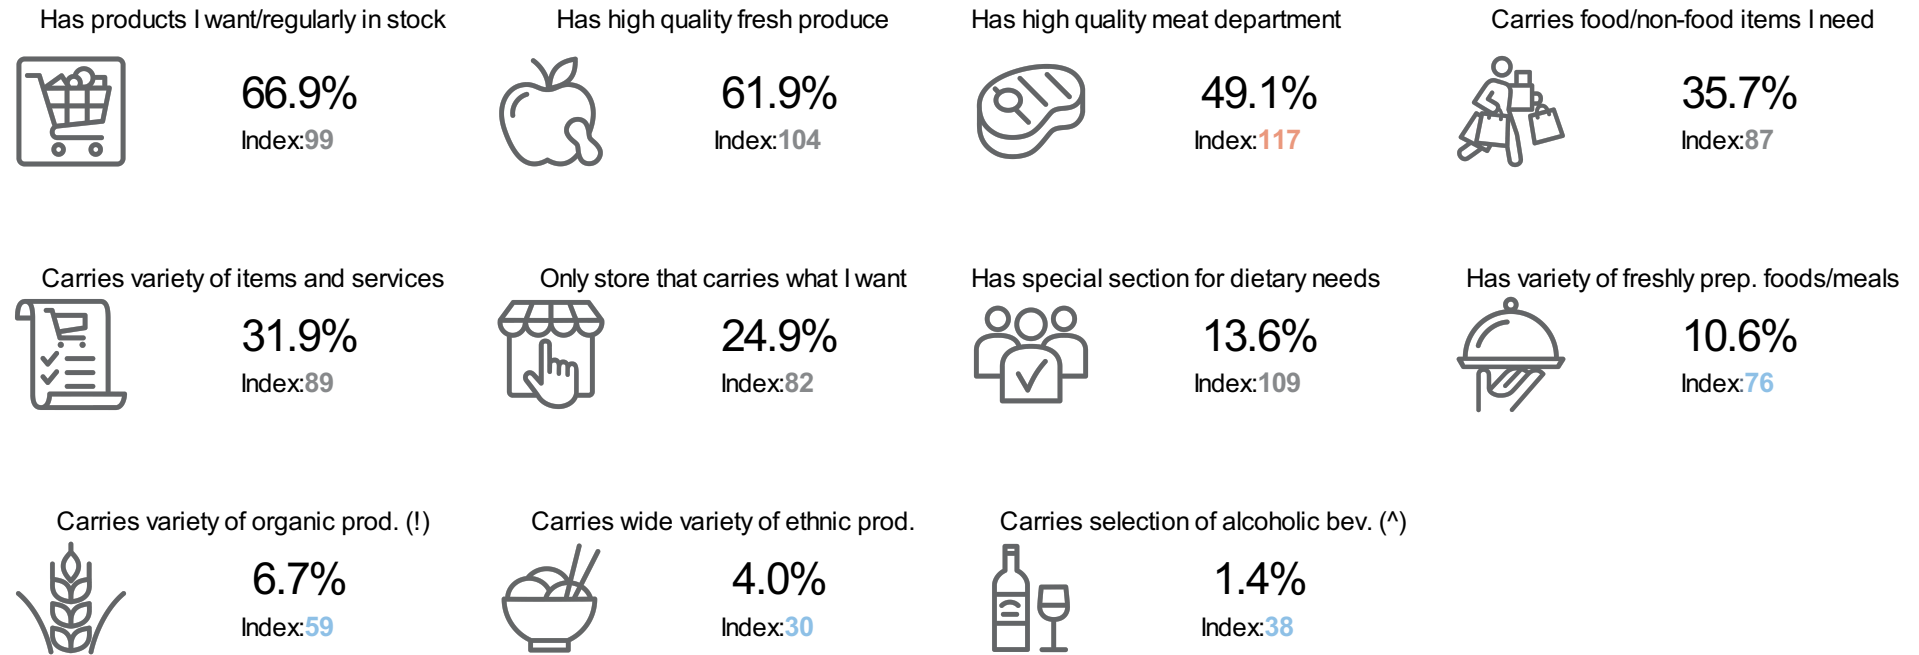 Has products I want/regularly in stock
66.9%
Index:99
Has high quality fresh produce
61.9%
Index:104
Has high quality meat department
49.1%
Index:117
Carries food/non-food items I need
35.7%
Index:87
Carries variety of items and services
31.9%
Index:89
Only store that carries what I want
24.9%
Index:82
Has special section for dietary needs
13.6%
Index:109
Has variety of freshly prep. foods/meals
10.6%
Index:76
Carries variety of organic prod. (!)
6.7%
Index:59
Carries wide variety of ethnic prod.
4.0%
Index:30
Carries selection of alcoholic bev. (^)
1.4%
Index:38